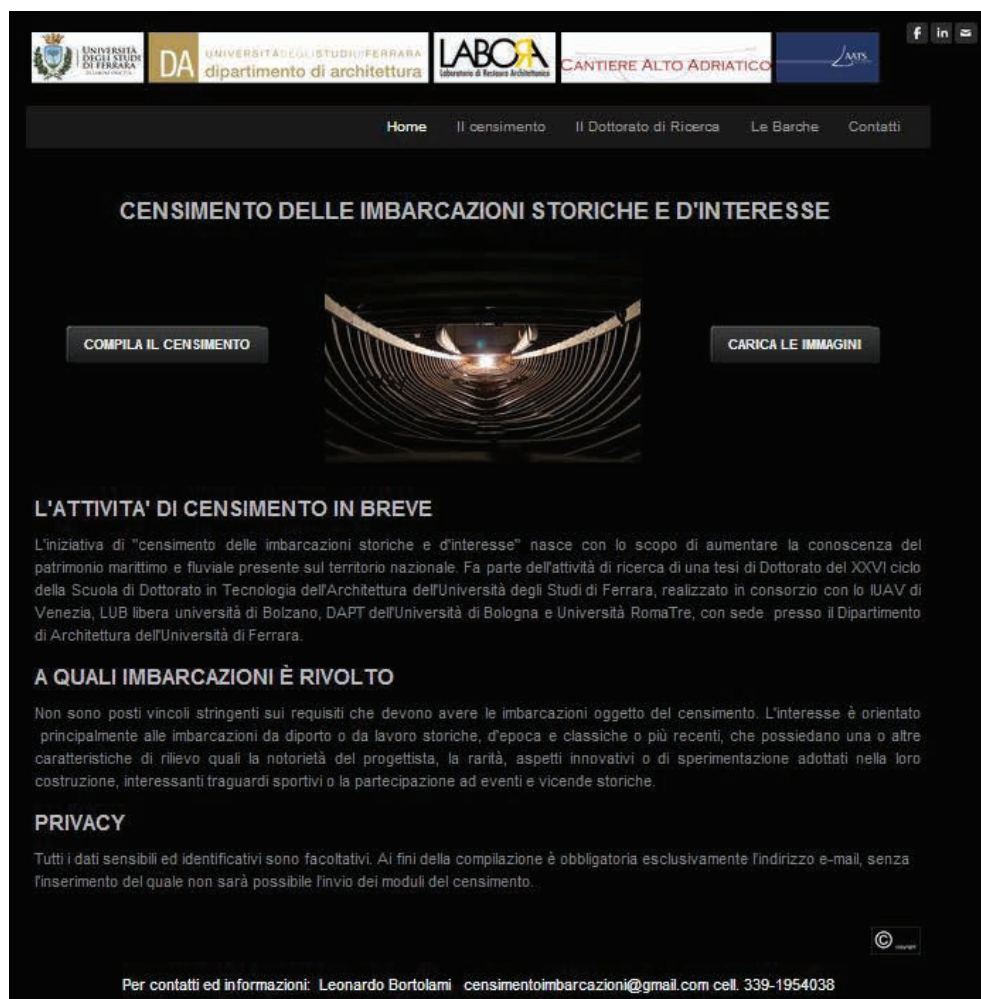 UNIVERSITÀ
DEGLI STUDI
DI FERRARA
DA
UNIVERSITÀ DEGLI STUDI DI FERRARA
dipartimento di architettura
LABORA
Laboratorio di Restauro Architettonico
CANTIERE ALTO ADRIATICO
AATS
f in
Home Il censimento Il Dottorato di Ricerca Le Barche Contatti
CENSIMENTO DELLE IMBARCAZIONI STORICHE E D'INTERESSE
COMPILA IL CENSIMENTO
CARICA LE IMMAGINI
L'ATTIVITA' DI CENSIMENTO IN BREVE
L'iniziativa di "censimento delle imbarcazioni storiche e d'interesse" nasce con lo scopo di aumentare la conoscenza del
patrimonio marittimo e fluviale presente sul territorio nazionale. Fa parte dell'attività di ricerca di una tesi di Dottorato del XXVI ciclo
della Scuola di Dottorato in Tecnologia dell'Architettura dell'Università degli Studi di Ferrara, realizzato in consorzio con lo IUAV di
Venezia, LUB libera università di Bolzano, DAPT dell'Università di Bologna e Università RomaTre, con sede presso il Dipartimento
di Architettura dell'Università di Ferrara.
A QUALI IMBARCAZIONI È RIVOLTO
Non sono posti vincoli stringenti sui requisiti che devono avere le imbarcazioni oggetto del censimento. L'interesse è orientato
principalmente alle imbarcazioni da diporto o da lavoro storiche, d'epoca e classiche o più recenti, che possiedano una o altre
caratteristiche di rilievo quali la notorietà del progettista, la rarità, aspetti innovativi o di sperimentazione adottati nella loro
costruzione, interessanti traguardi sportivi o la partecipazione ad eventi e vicende storiche.
PRIVACY
Tutti i dati sensibili ed identificativi sono facoltativi. Ai fini della compilazione è obbligatoria esclusivamente l'indirizzo e-mail, senza
l'inserimento del quale non sarà possibile l'invio dei moduli del censimento.
© copyright
Per contatti ed informazioni: Leonardo Bortolami censimentoimbarcazioni@gmail.com cell. 339-1954038